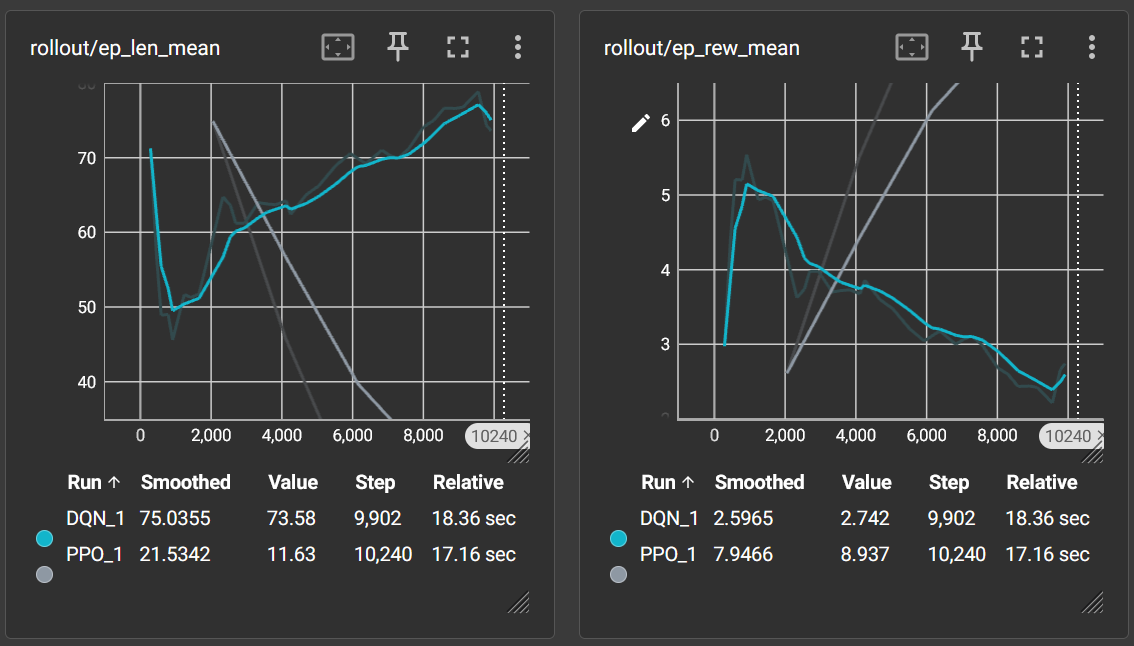 rollout/ep_len_mean
70
60
50
40
0 2,000 4,000 6,000 8,000 10240 ×
Run ↑ Smoothed Value Step Relative
DQN_1 75.0355 73.58 9,902 18.36 sec
PPO_1 21.5342 11.63 10,240 17.16 sec
rollout/ep_rew_mean
6
5
4
3
0 2,000 4,000 6,000 8,000 10240 ×
Run ↑ Smoothed Value Step Relative
DQN_1 2.5965 2.742 9,902 18.36 sec
PPO_1 7.9466 8.937 10,240 17.16 sec